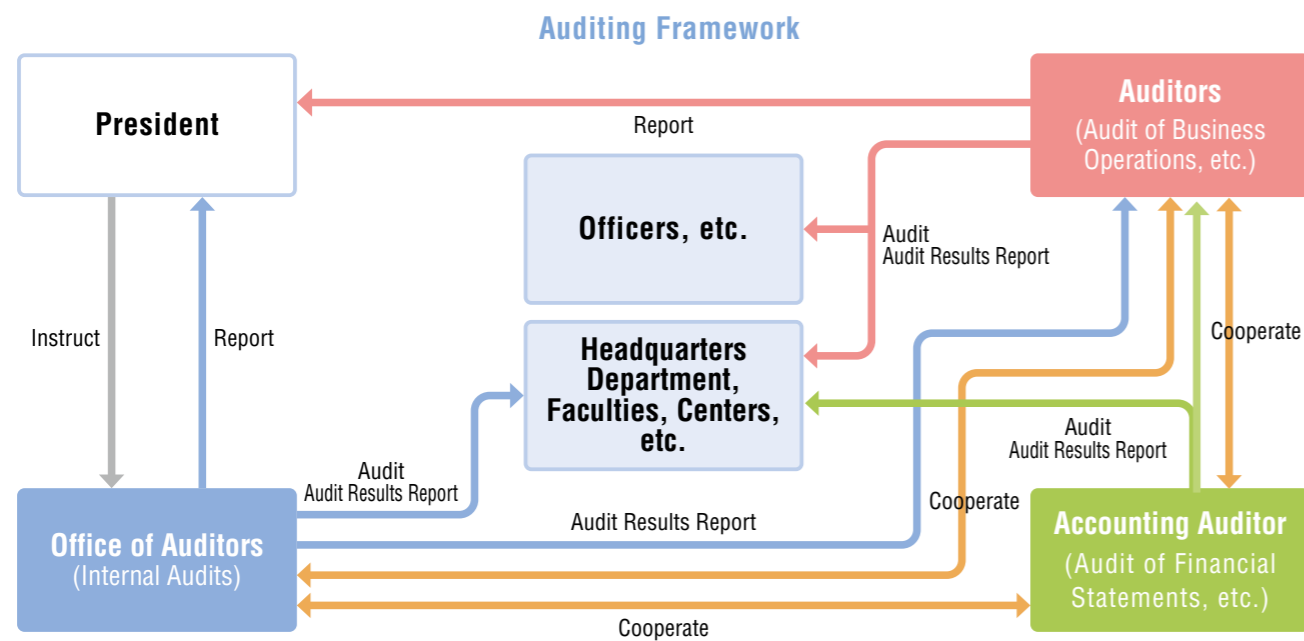 Auditing Framework
President
Auditors
(Audit of Business
Operations, etc.)
Report
Officers, etc.
Audit
Audit Results Report
Instruct
Report
Cooperate
Headquarters
Department,
Faculties, Centers,
etc.
Audit
Audit Results Report
Audit
Audit Results Report
Cooperate
Audit Results Report
Office of Auditors
(Internal Audits)
Accounting Auditor
(Audit of Financial
Statements, etc.)
Cooperate